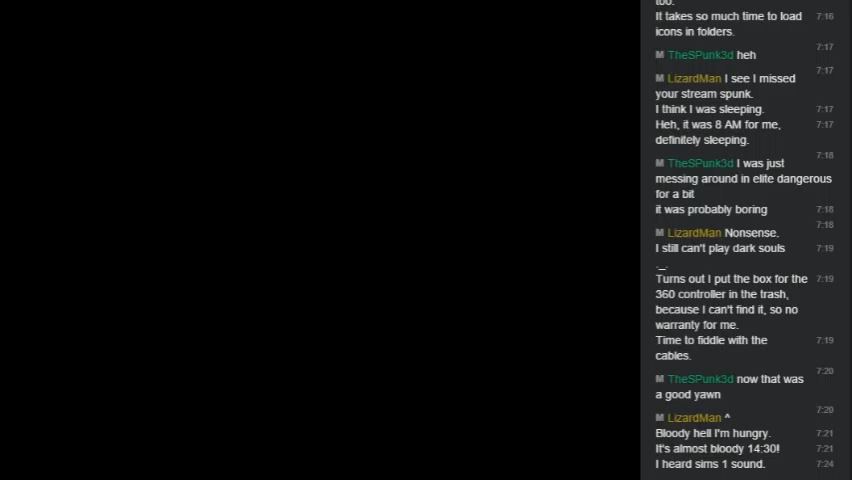 too.
It takes so much time to load 7:16
icons in folders.
7:17
M TheSPunk3d heh
7:17
M LizardMan I see I missed
your stream spunk.
I think I was sleeping. 7:17
Heh, it was 8 AM for me, 7:17
definitely sleeping.
7:18
M TheSPunk3d I was just
messing around in elite dangerous
for a bit
it was probably boring 7:18
7:18
M LizardMan Nonsense.
I still can't play dark souls 7:19
._.
Turns out I put the box for the 7:19
360 controller in the trash,
because I can't find it, so no
warranty for me.
Time to fiddle with the 7:19
cables.
7:20
M TheSPunk3d now that was
a good yawn
7:20
M LizardMan ^
Bloody hell I'm hungry. 7:21
It's almost bloody 14:30! 7:21
I heard sims 1 sound. 7:24